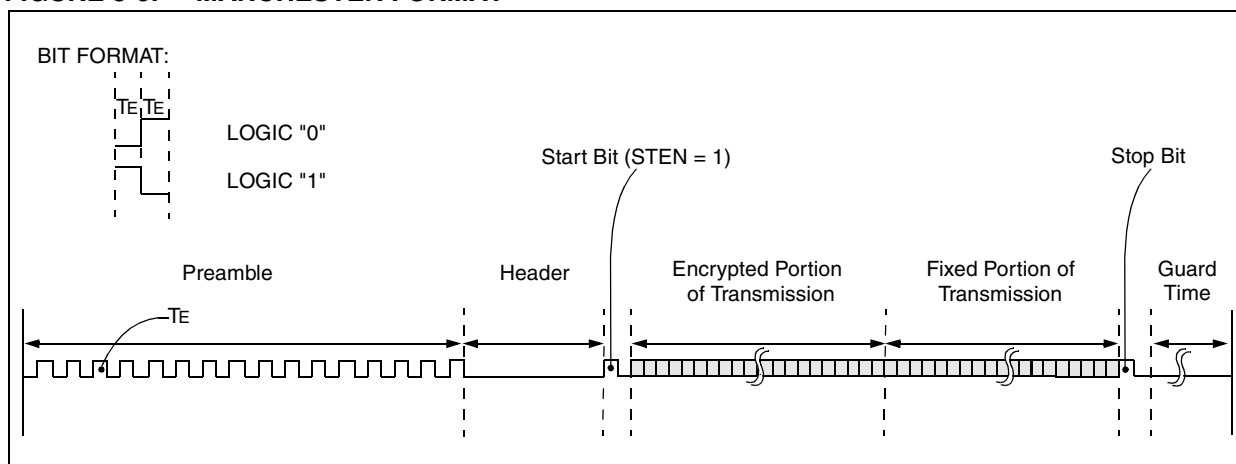 BIT FORMAT:
TE TE
LOGIC "0"
LOGIC "1"
Start Bit (STEN = 1)
Stop Bit
Preamble
Header
Encrypted Portion
of Transmission
Fixed Portion of
Transmission
Guard
Time
TE